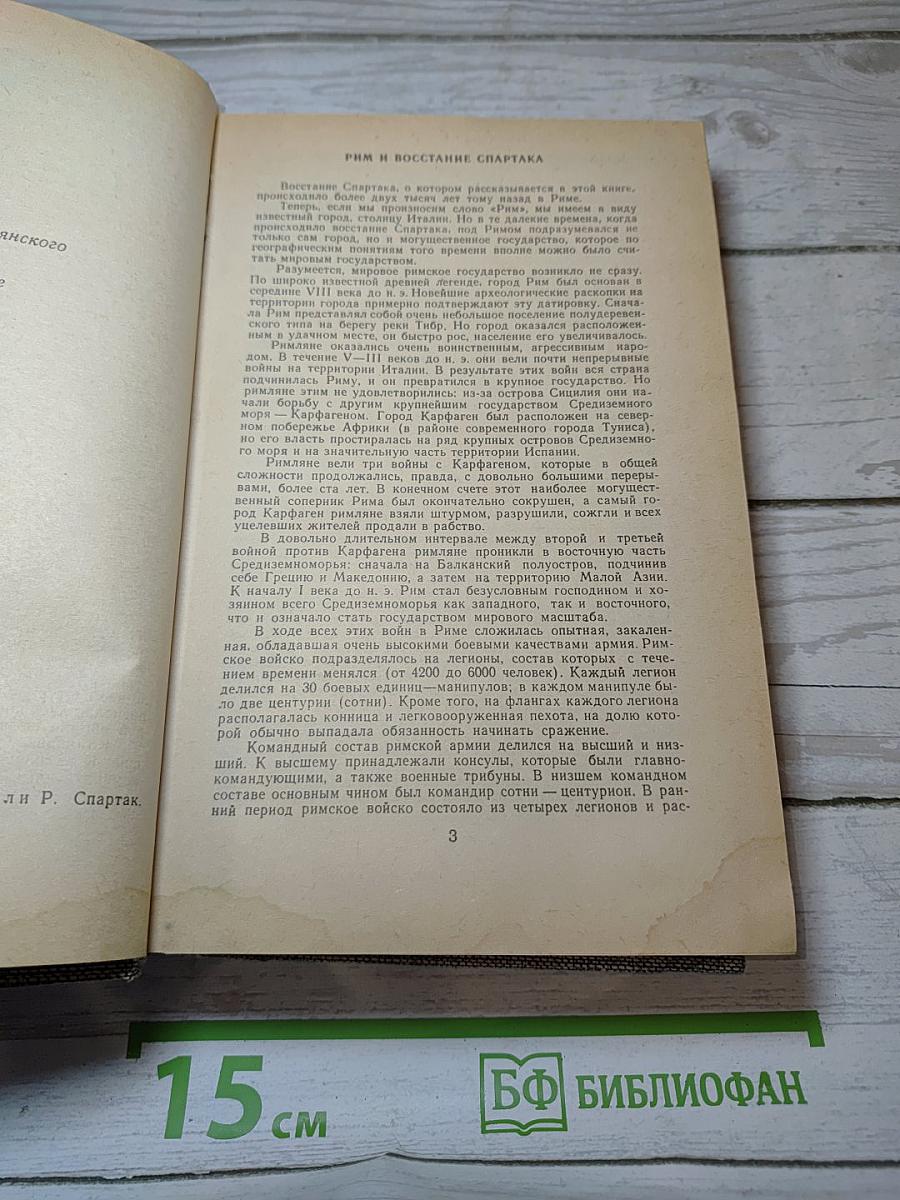 янского
е
ли Р. Спартак.
РИМ И ВОССТАНИЕ СПАРТАКА
Восстание Спартака, о котором рассказывается в этой книге,
происходило более двух тысяч лет тому назад в Риме.
Теперь, если мы произносим слово «Рим», мы имеем в виду
известный город, столицу Италии. Но в те далекие времена, когда
происходило восстание Спартака, под Римом подразумевался не
только сам город, но и могущественное государство, которое по
географическим понятиям того времени вполне можно было счи-
тать мировым государством.
Разумеется, мировое римское государство возникло не сразу.
По широко известной древней легенде, город Рим был основан в
середине VIII века до н. э. Новейшие археологические раскопки на
территории города примерно подтверждают эту датировку. Снача-
ла Рим представлял собой очень небольшое поселение полудеревен-
ского типа на берегу реки Тибр. Но город оказался расположен-
ным в удачном месте, он быстро рос, население его увеличивалось.
Римляне оказались очень воинственным, агрессивным наро-
дом. В течение V—III веков до н. э. они вели почти непрерывные
войны на территории Италии. В результате этих войн вся страна
подчинилась Риму, и он превратился в крупное государство. Но
римляне этим не удовлетворились: из-за острова Сицилия они на-
чали борьбу с другим крупнейшим государством Средиземного
моря — Карфагеном. Город Карфаген был расположен на север-
ном побережье Африки (в районе современного города Туниса),
но его власть простиралась на ряд крупных островов Средиземно-
го моря и на значительную часть территории Испании.
Римляне вели три войны с Карфагеном, которые в общей
сложности продолжались, правда, с довольно большими переры-
вами, более ста лет. В конечном счете этот наиболее могущест-
венный соперник Рима был окончательно сокрушен, а самый го-
род Карфаген римляне взяли штурмом, разрушили, сожгли и всех
уцелевших жителей продали в рабство.
В довольно длительном интервале между второй и третьей
войной против Карфагена римляне проникли в восточную часть
Средиземноморья: сначала на Балканский полуостров, подчинив
себе Грецию и Македонию, а затем на территорию Малой Азии.
К началу I века до н. э. Рим стал безусловным господином и хо-
зяином всего Средиземноморья как западного, так и восточного,
что и означало стать государством мирового масштаба.
В ходе всех этих войн в Риме сложилась опытная, закален-
ная, обладавшая очень высокими боевыми качествами армия. Рим-
ское войско подразделялось на легионы, состав которых с тече-
нием времени менялся (от 4200 до 6000 человек). Каждый легион
делился на 30 боевых единиц—манипулов; в каждом манипуле бы-
ло две центурии (сотни). Кроме того, на флангах каждого легиона
располагалась конница и легковооруженная пехота, на долю кото-
рой обычно выпадала обязанность начинать сражение.
Командный состав римской армии делился на высший и низ-
ший. К высшему принадлежали консулы, которые были главно-
командующими, а также военные трибуны. В низшем командном
составе основным чином был командир сотни — центурион. В ран-
ний период римское войско состояло из четырех легионов и рас-
3
15 см
БФ БИБЛИОФАН